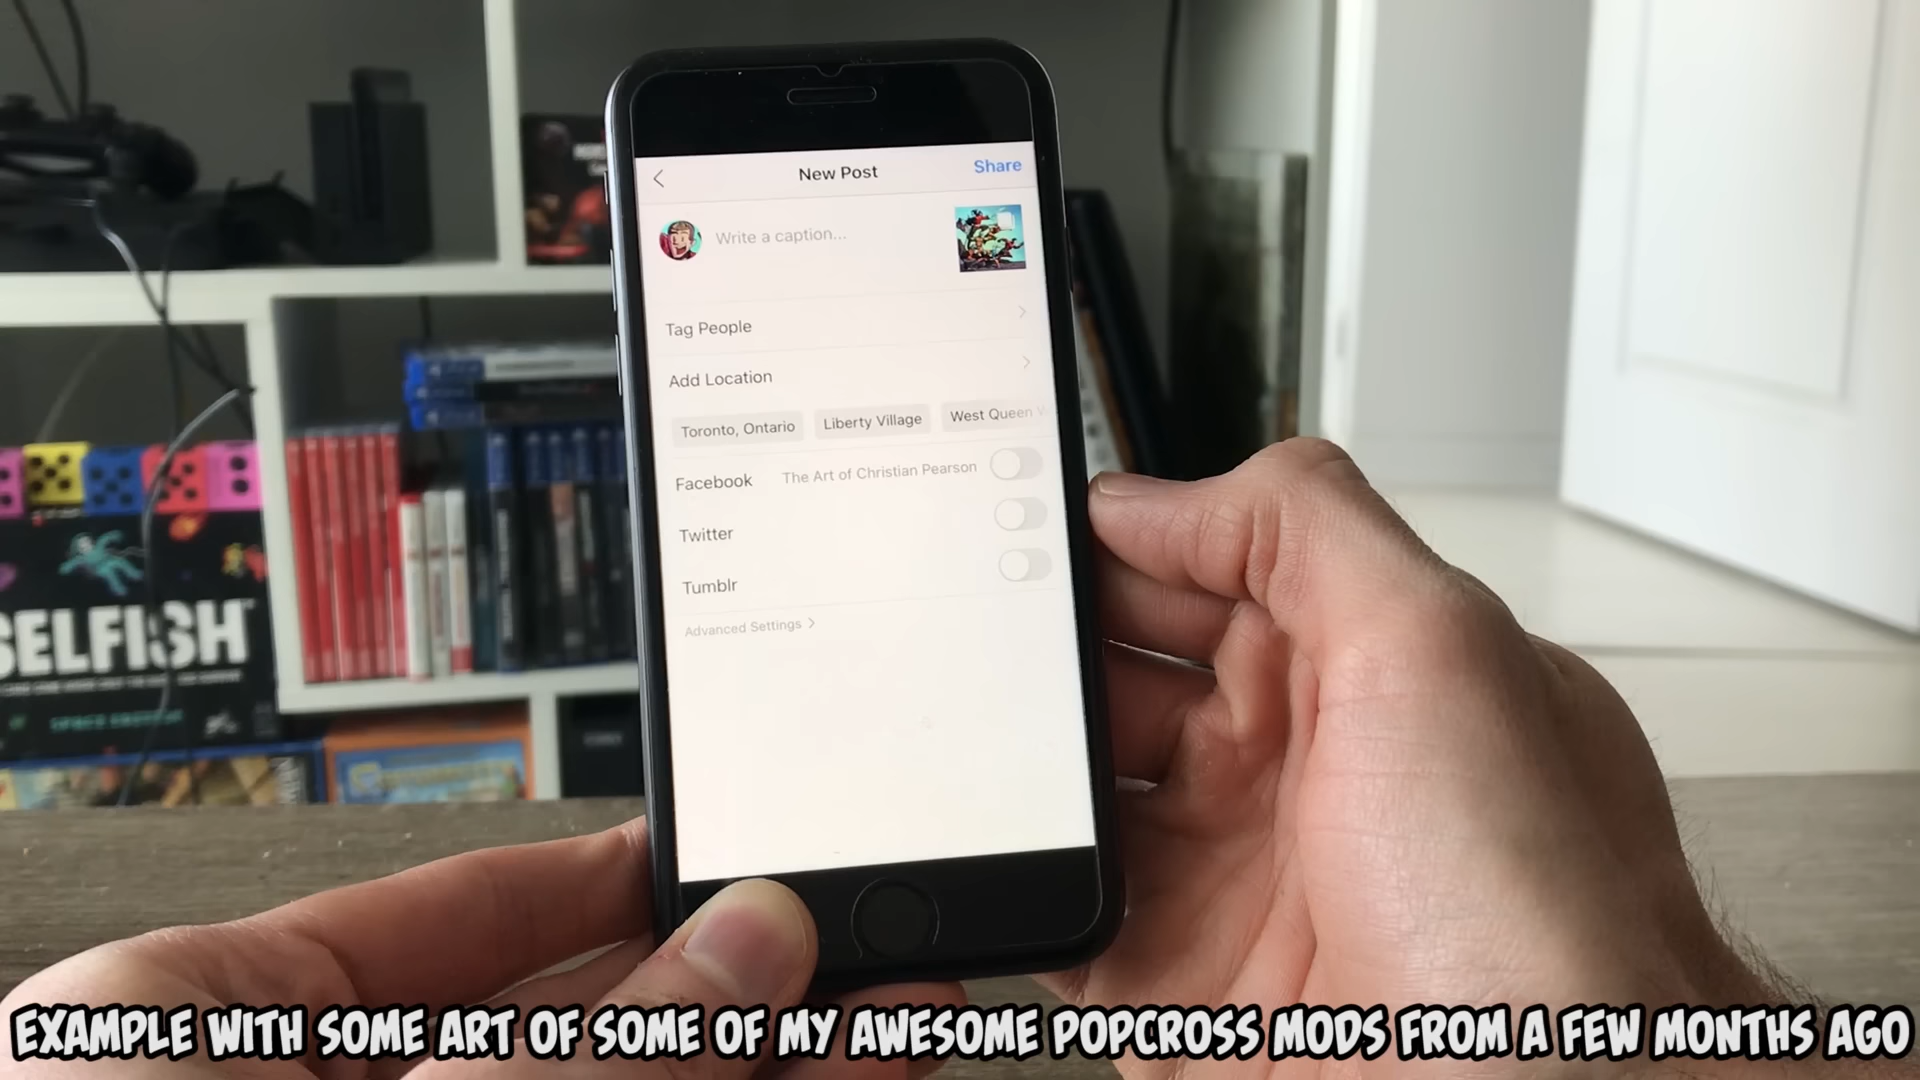 New Post
Share
Write a caption...
Tag People
Add Location
Toronto, Ontario
Liberty Village
West Queen W
Facebook
The Art of Christian Pearson
Twitter
Tumblr
Advanced Settings
SELFISH
SPACE EDITION
EXAMPLE WITH SOME ART OF SOME OF MY AWESOME POPCROSS MODS FROM A FEW MONTHS AGO